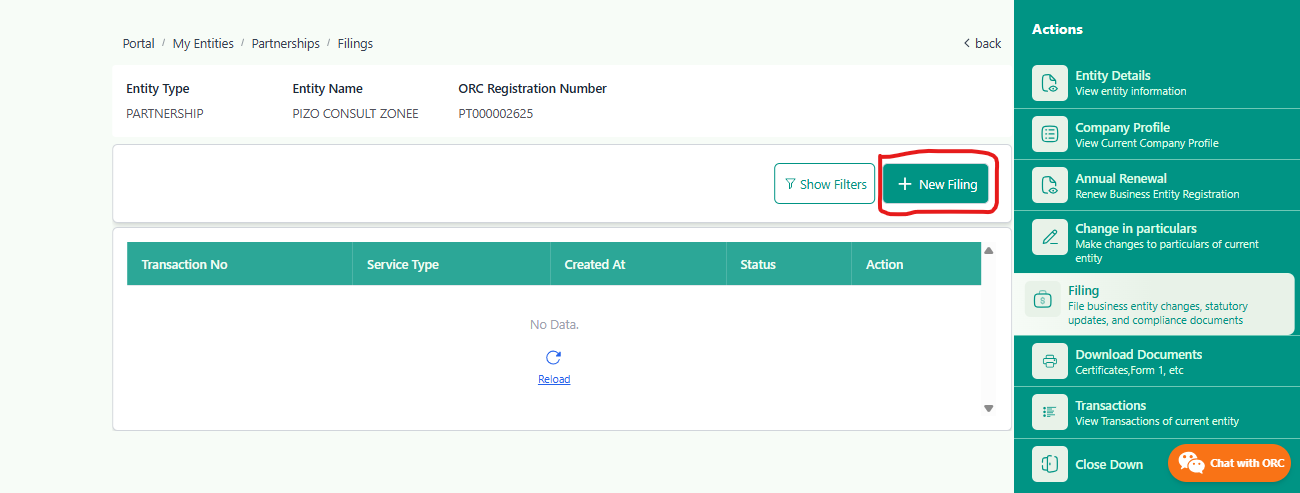 Portal / My Entities / Partnerships / Filings
back
Entity Type
Entity Name
ORC Registration Number
PARTNERSHIP
PIZO CONSULT ZONEE
PT000002625
Show Filters
New Filing
Transaction No
Service Type
Created At
Status
Action
No Data.
Reload
Actions
Entity Details
View entity information
Company Profile
View Current Company Profile
Annual Renewal
Renew Business Entity Registration
Change in particulars
Make changes to particulars of current
entity
Filing
File business entity changes, statutory
updates, and compliance documents
Download Documents
Certificates,Form 1, etc
Transactions
View Transactions of current entity
Close Down
Chat with ORC